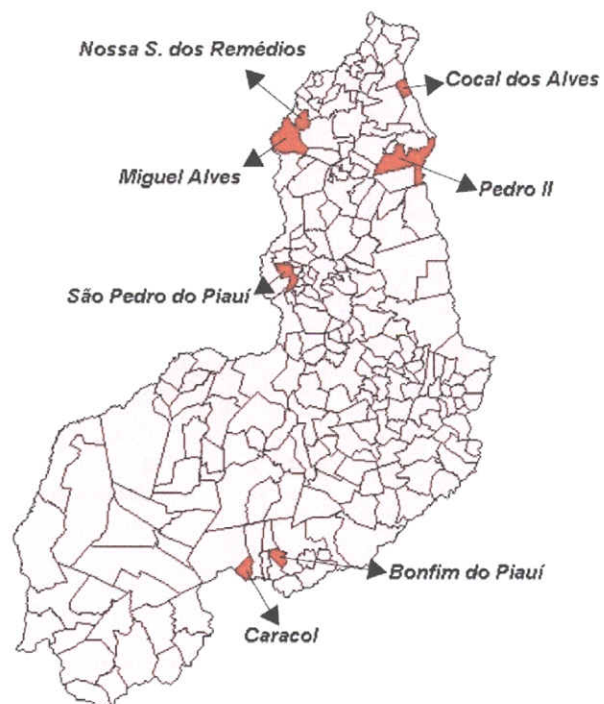 Nossa S. dos Remédios
Cocal dos Alves
Miguel Alves
Pedro II
São Pedro do Piauí
Bonfim do Piauí
Caracol